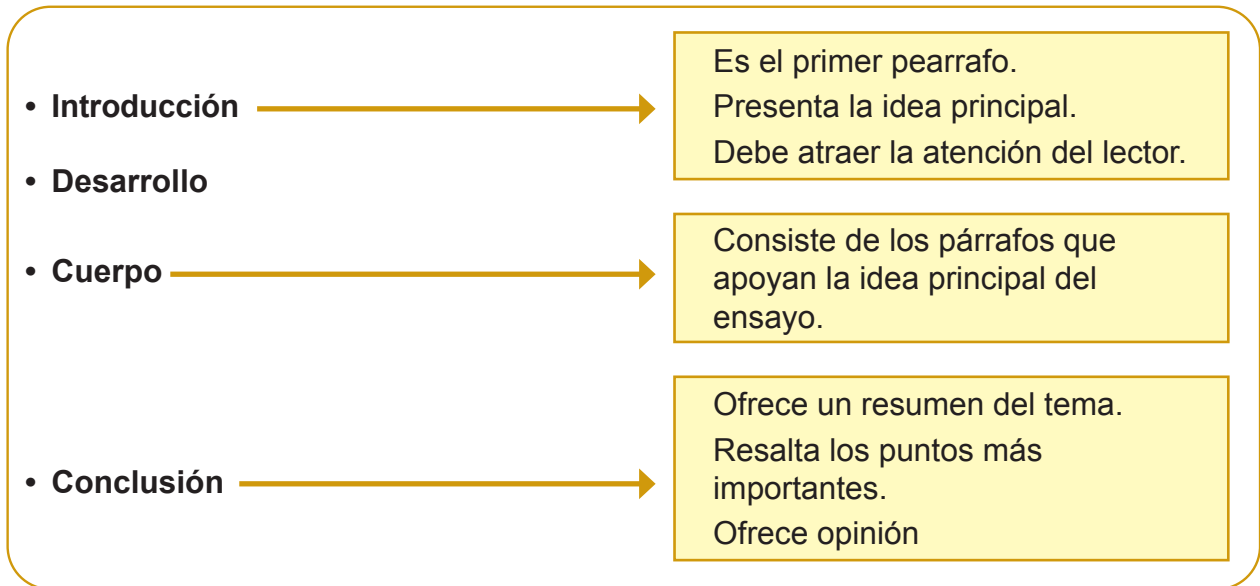 • Introducción
Es el primer pearrafo.
Presenta la idea principal.
Debe atraer la atención del lector.
• Desarrollo
• Cuerpo
Consiste de los párrafos que
apoyan la idea principal del
ensayo.
• Conclusión
Ofrece un resumen del tema.
Resalta los puntos más
importantes.
Ofrece opinión